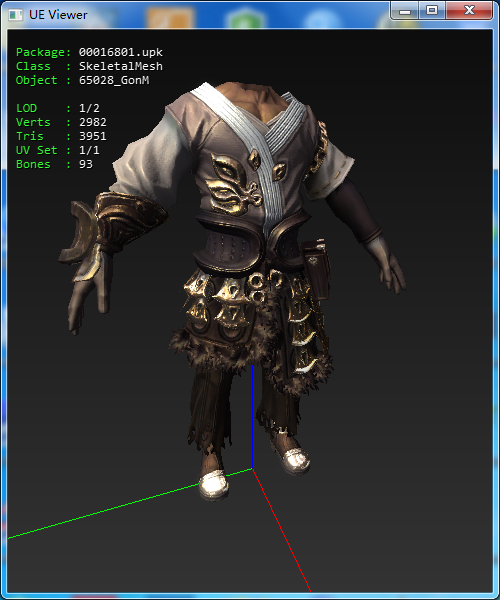 UE Viewer
Package: 00016801.upk
Class  : SkeletalMesh
Object : 65028_GonM
LOD    : 1/2
Verts  : 2982
Tris   : 3951
UV Set : 1/1
Bones  : 93